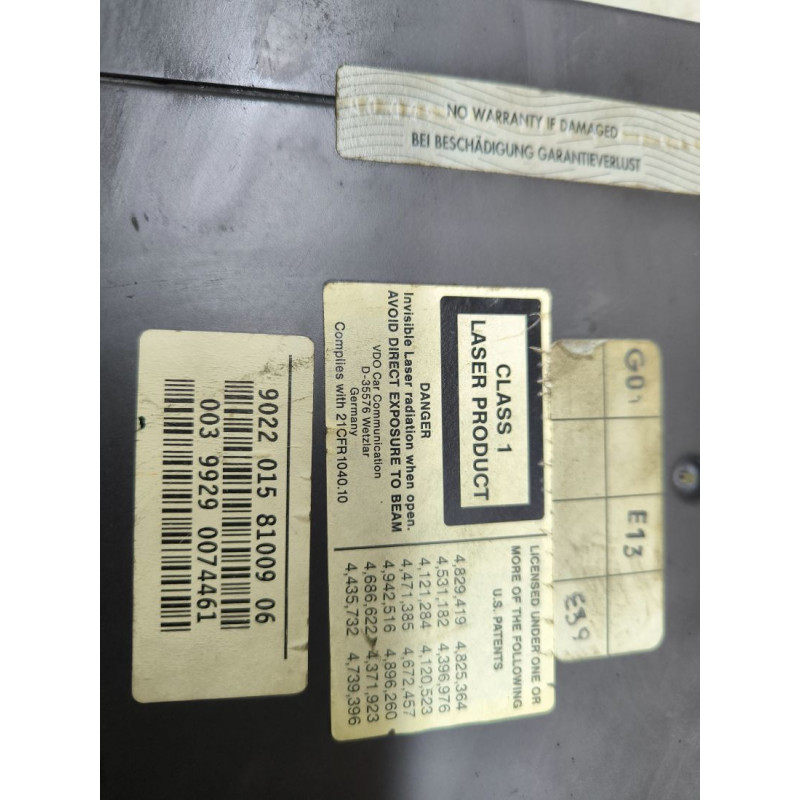 NO WARRANTY IF DAMAGED
BEI BESCHÄDIGUNG GARANTIEVERLUST
G01
E13
E39
CLASS 1
LASER PRODUCT
DANGER
Invisible Laser radiation when open.
AVOID DIRECT EXPOSURE TO BEAM
VDO Car Communication
D-35576 Wetzlar
Germany
Complies with 21CFR1040.10
LICENSED UNDER ONE OR
MORE OF THE FOLLOWING
U.S. PATENTS
4,829,419 4,825,364
4,531,182 4,396,976
4,121,284 4,120,523
4,471,385 4,672,457
4,942,516 4,896,260
4,686,622 4,371,923
4,435,732 4,739,396
9022 015 81009 06
003 9929 0074461